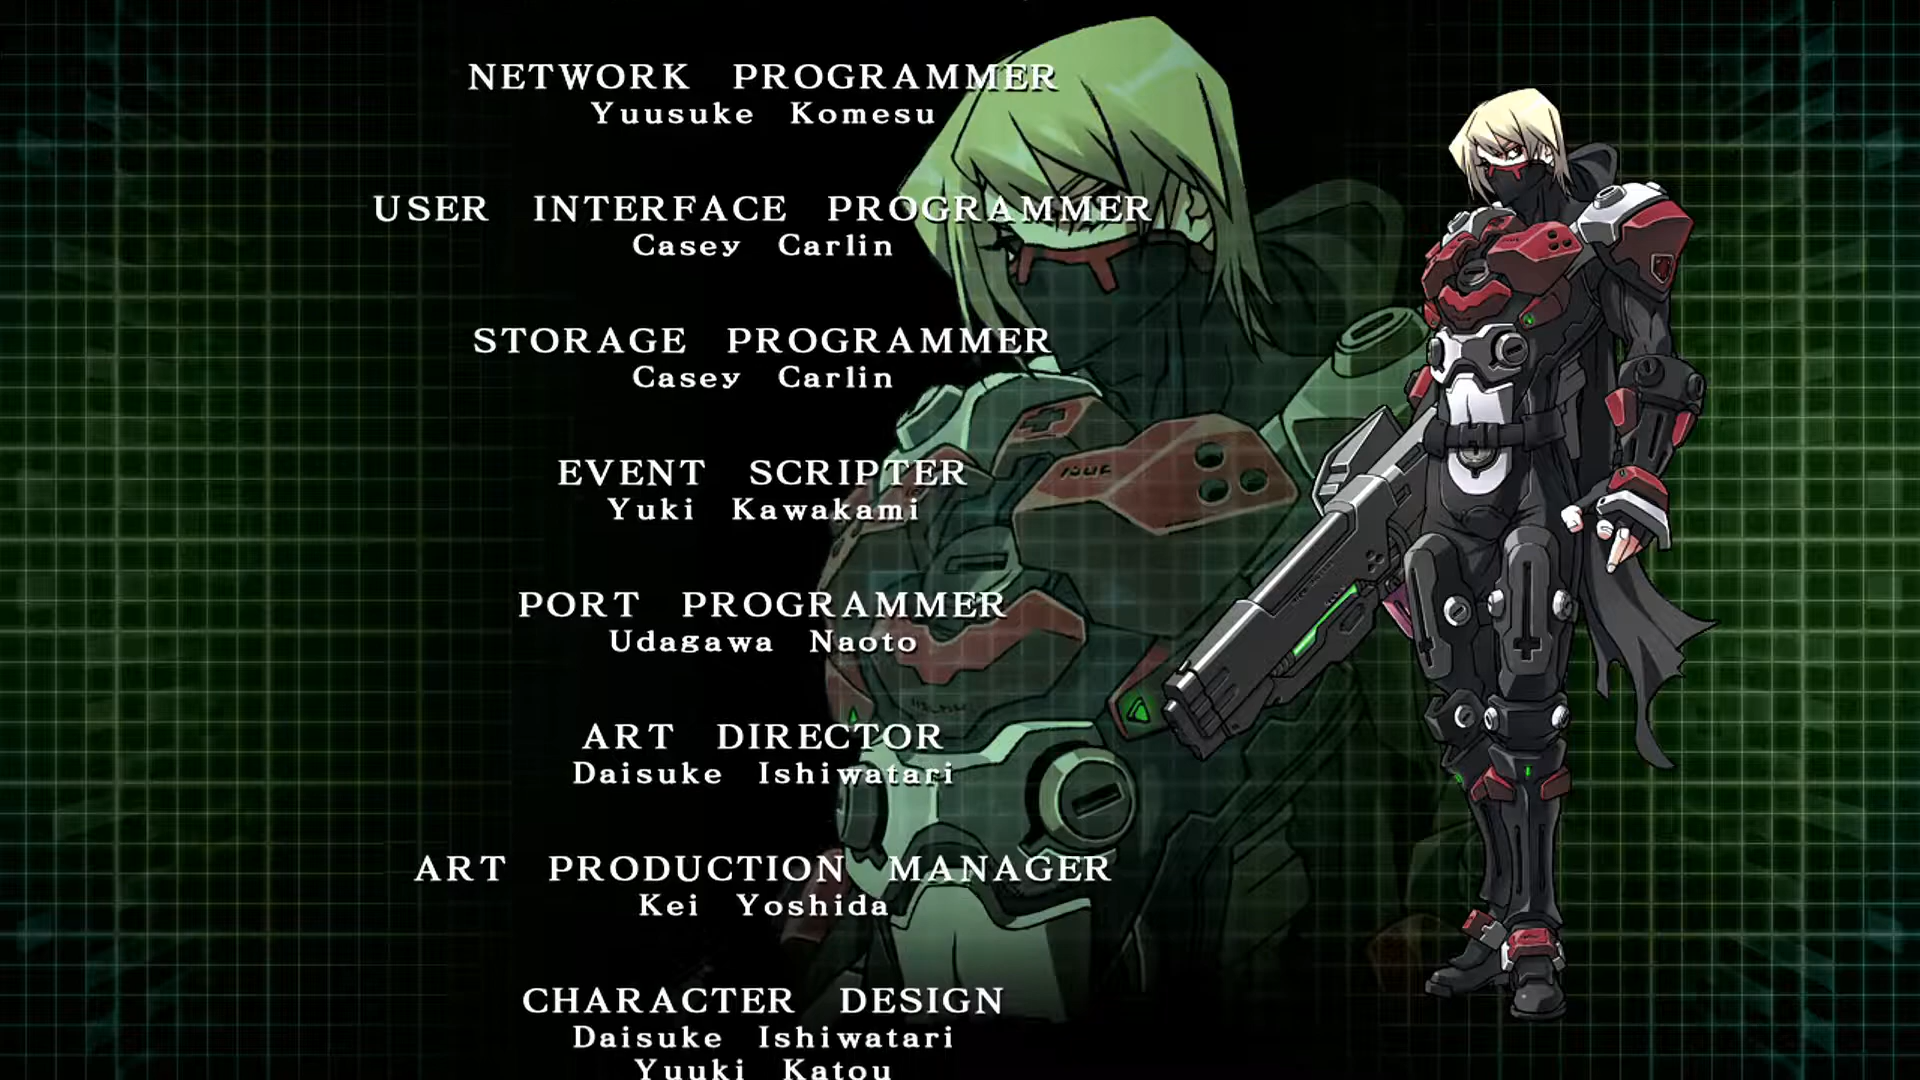 NETWORK PROGRAMMER
Yuusuke Komesu
USER INTERFACE PROGRAMMER
Casey Carlin
STORAGE PROGRAMMER
Casey Carlin
EVENT SCRIPTER
Yuki Kawakami
PORT PROGRAMMER
Udagawa Naoto
ART DIRECTOR
Daisuke Ishiwatari
ART PRODUCTION MANAGER
Kei Yoshida
CHARACTER DESIGN
Daisuke Ishiwatari
Yuuki Katou